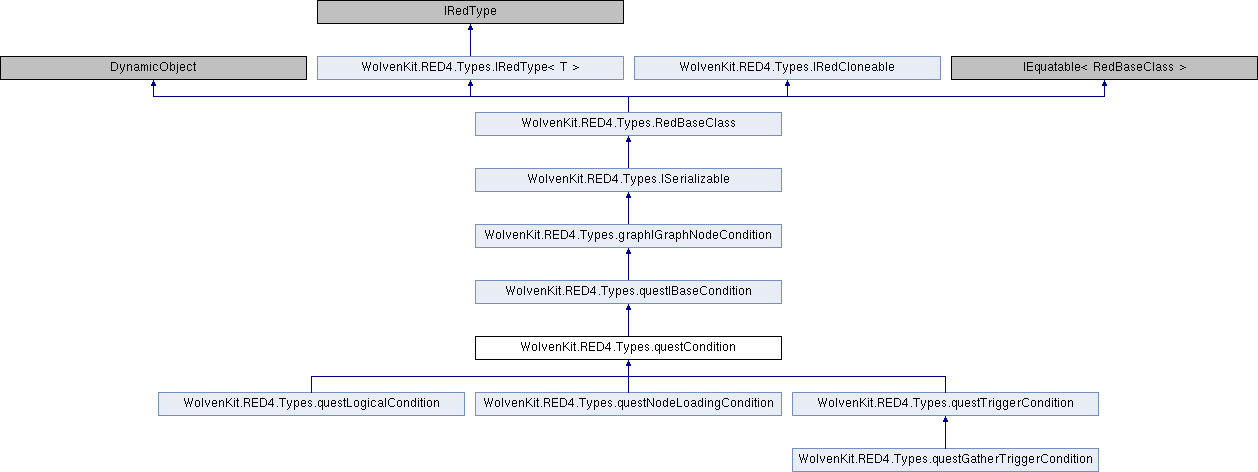 IRedType
DynamicObject
WolvenKit.RED4.Types.IRedType< T >
WolvenKit.RED4.Types.IRedCloneable
IEquatable< RedBaseClass >
WolvenKit.RED4.Types.RedBaseClass
WolvenKit.RED4.Types.ISerializable
WolvenKit.RED4.Types.graphIGraphNodeCondition
WolvenKit.RED4.Types.questIBaseCondition
WolvenKit.RED4.Types.questCondition
WolvenKit.RED4.Types.questLogicalCondition
WolvenKit.RED4.Types.questNodeLoadingCondition
WolvenKit.RED4.Types.questTriggerCondition
WolvenKit.RED4.Types.questGatherTriggerCondition